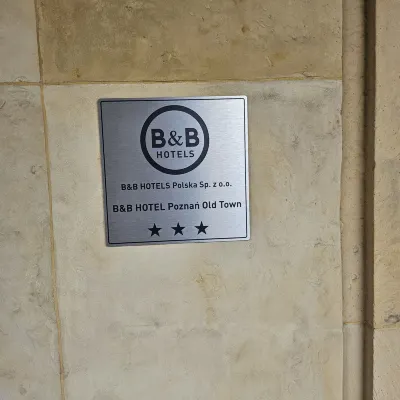 B&B
HOTELS
B&B HOTELS Polska Sp. z o.o.
B&B HOTEL Poznań Old Town
★ ★ ★